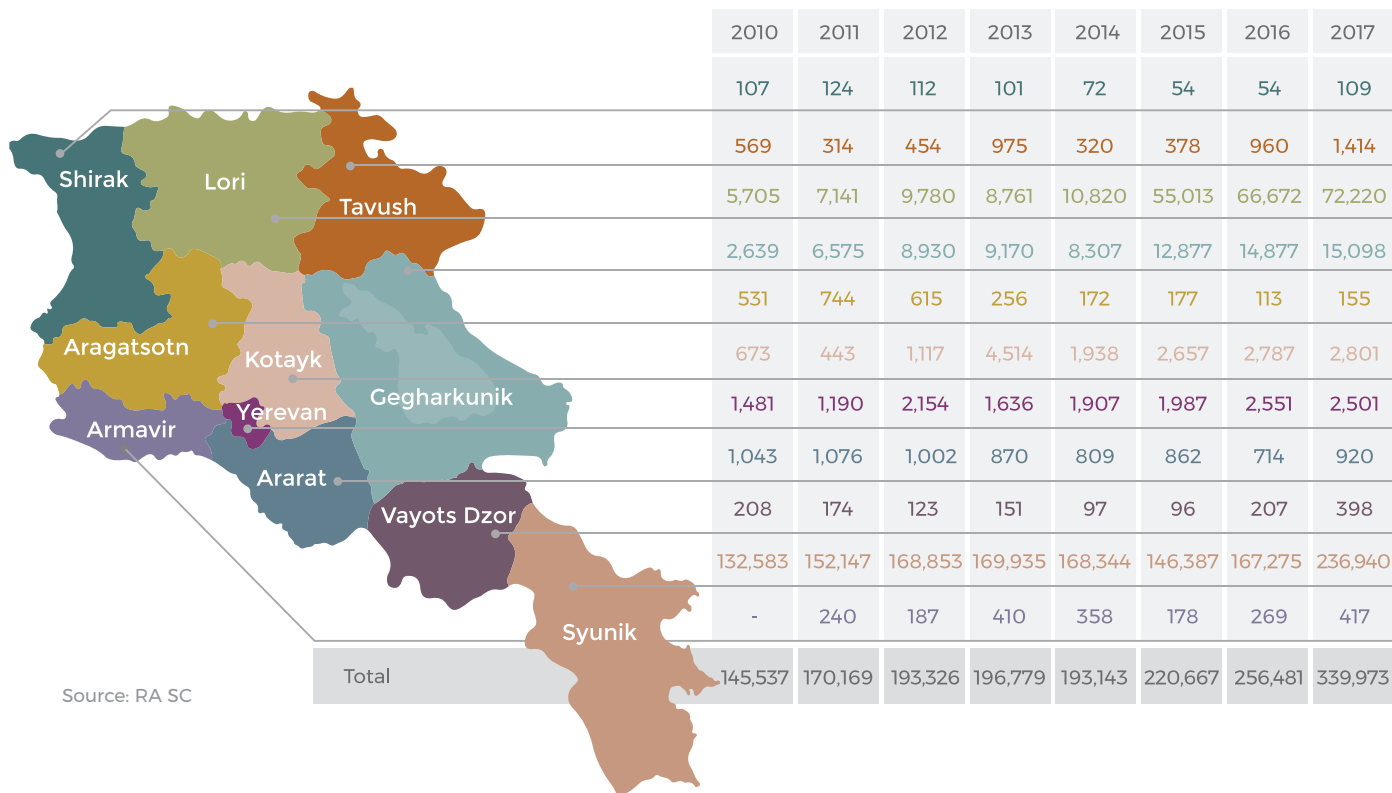 2010 2011 2012 2013 2014 2015 2016 2017
107 124 112 101 72 54 54 109
569 314 454 975 320 378 960 1,414
5,705 7,141 9,780 8,761 10,820 55,013 66,672 72,220
2,639 6,575 8,930 9,170 8,307 12,877 14,877 15,098
531 744 615 256 172 177 113 155
673 443 1,117 4,514 1,938 2,657 2,787 2,801
1,481 1,190 2,154 1,636 1,907 1,987 2,551 2,501
1,043 1,076 1,002 870 809 862 714 920
208 174 123 151 97 96 207 398
132,583 152,147 168,853 169,935 168,344 146,387 167,275 236,940
- 240 187 410 358 178 269 417
Total 145,537 170,169 193,326 196,779 193,143 220,667 256,481 339,973
Shirak
Lori
Tavush
Aragatsotn
Kotayk
Gegharkunik
Yerevan
Armavir
Ararat
Vayots Dzor
Syunik
Source: RA SC